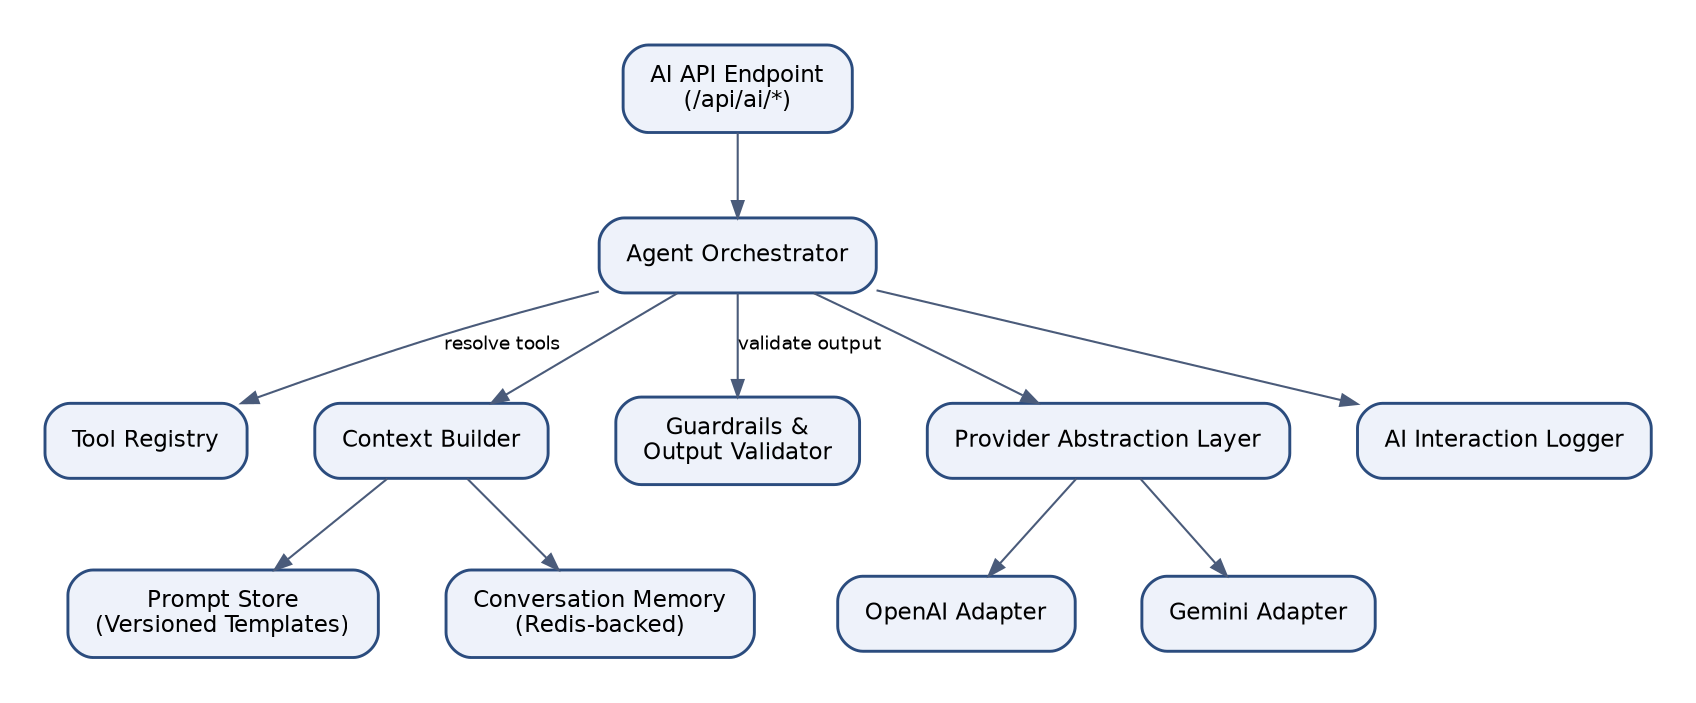 AI API Endpoint
(/api/ai/*)
Agent Orchestrator
resolve tools
validate output
Tool Registry
Context Builder
Guardrails &
Output Validator
Provider Abstraction Layer
AI Interaction Logger
Prompt Store
(Versioned Templates)
Conversation Memory
(Redis-backed)
OpenAI Adapter
Gemini Adapter